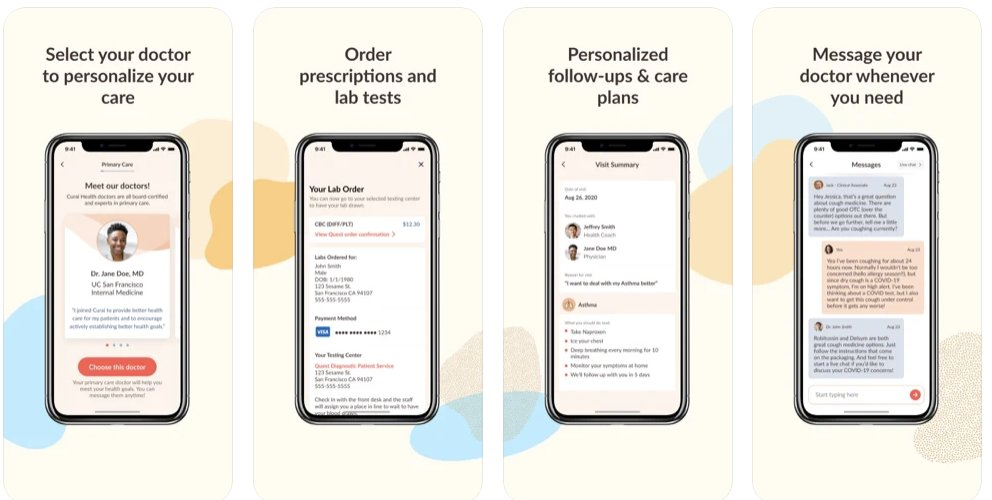 Select your doctor
to personalize your
care
9:41
Primary Care
Meet our doctors!
Curai Health doctors are all board-certified
and experts in primary care.
Dr. Jane Doe, MD
UC San Francisco
Internal Medicine
"I joined Curai to provide better health
care for my patients and to encourage
actively establishing better health goals."
Choose this doctor
Your primary care doctor will help you
meet your health goals. You can
message them anytime!
Order
prescriptions and
lab tests
9:41
Your Lab Order
You can now go to your selected testing center
to have your lab drawn.
CBC (DIFF/PLT)
View Quest order confirmation
Labs Ordered for:
John Smith
Male
DOB: 1/1/1980
123 Sesame St.
San Francisco CA 94107
555-555-5555
Payment Method
VISA •••• •••• •••• 1234
Your Testing Center
Quest Diagnostic Patient Service
123 Sesame St.
San Francisco CA 94107
555-555-5555
Check in with the front desk and the staff
will assign you a place in line to wait to have
your blood drawn.
Personalized
follow-ups & care
plans
9:41
Visit Summary
Date of visit
Aug 26, 2020
You chatted with:
Jeffrey Smith
Health Coach
Jane Doe MD
Physician
Reason for visit
"I want to deal with my Asthma better"
Asthma
What you should do next:
Take Naproxen
Ice your chest
Deep breathing every morning for 10
minutes
Monitor your symptoms at home
We'll follow up with you in 5 days
Message your
doctor whenever
you need
9:41
Messages
Live chat
Jack - Clinical Associate Aug 23
Hey Jessica, that's a great question
about cough medicine. There are
plenty of good OTC (over the
counter) options out there. But
before we go further, tell me a little
more... Are you coughing currently?
You Aug 23
Yea I've been coughing for about 24
hours now. Normally I wouldn't be too
concerned (hello allergy season?), but
since dry cough is a COVID-19
symptom, I'm on high alert. I've been
thinking about a COVID test, but I also
want to get this cough under control
before it gets any worse!
Dr. John Smith Aug 23
Robitussin and Delsym are both
great cough medicine options. Just
follow the instructions that come
on the packaging. And feel free to
start a live chat if you'd like to
discuss your COVID-19 concerns!
Start typing here